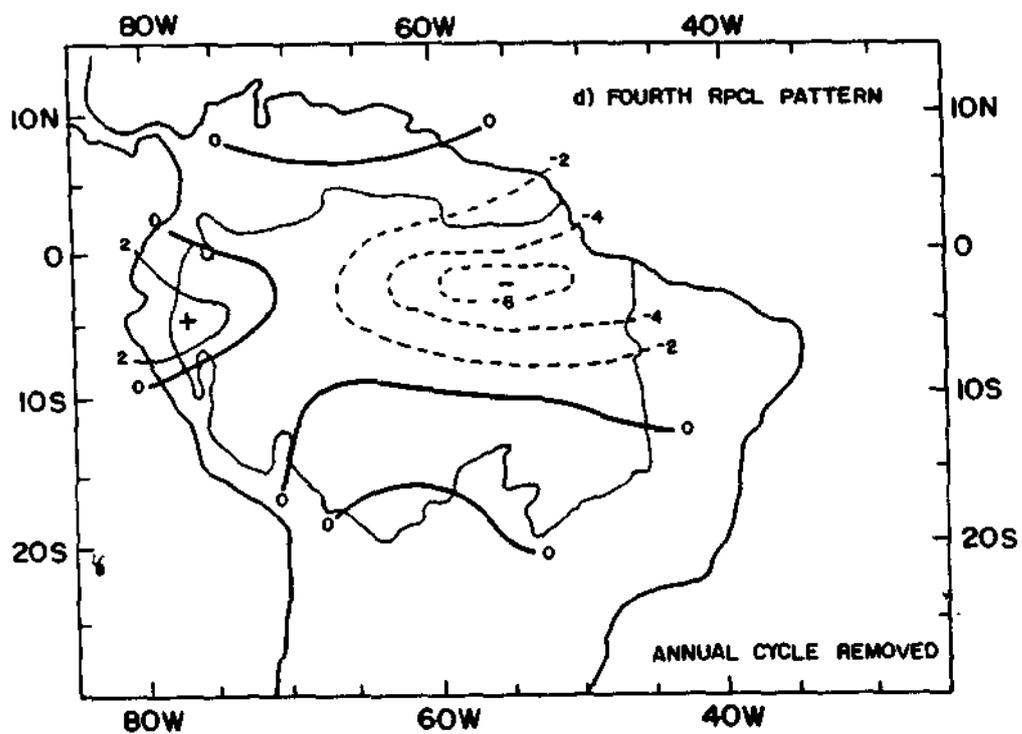 80W 60W 40W
d) FOURTH RPCL PATTERN
10N 10N
0 0
-2
-4
0
2
0 0
-
6
+
-4
2 -2
0
10S 10S
0
0
0
0
20S 20S
ANNUAL CYCLE REMOVED
80W 60W 40W